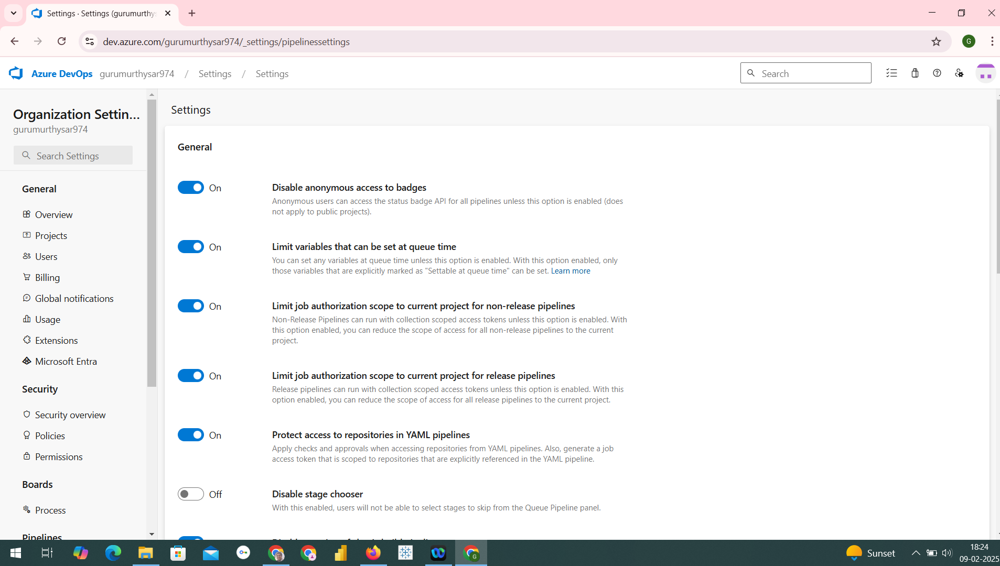 Settings · Settings (gurumurthys
dev.azure.com/gurumurthysar974/_settings/pipelinessettings
G
Azure DevOps gurumurthysar974 / Settings / Settings
Search
Organization Settin...
gurumurthysar974
Search Settings
General
Overview
Projects
Users
Billing
Global notifications
Usage
Extensions
Microsoft Entra
Security
Security overview
Policies
Permissions
Boards
Process
Pipelines
Settings
General
On
Disable anonymous access to badges
Anonymous users can access the status badge API for all pipelines unless this option is enabled (does
not apply to public projects).
On
Limit variables that can be set at queue time
You can set any variables at queue time unless this option is enabled. With this option enabled, only
those variables that are explicitly marked as "Settable at queue time" can be set. Learn more
On
Limit job authorization scope to current project for non-release pipelines
Non-Release Pipelines can run with collection scoped access tokens unless this option is enabled. With
this option enabled, you can reduce the scope of access for all non-release pipelines to the current
project.
On
Limit job authorization scope to current project for release pipelines
Release pipelines can run with collection scoped access tokens unless this option is enabled. With this
option enabled, you can reduce the scope of access for all release pipelines to the current project.
On
Protect access to repositories in YAML pipelines
Apply checks and approvals when accessing repositories from YAML pipelines. Also, generate a job
access token that is scoped to repositories that are explicitly referenced in the YAML pipeline.
Off
Disable stage chooser
With this enabled, users will not be able to select stages to skip from the Queue Pipeline panel.
G
Sunset
18:24
09-02-2025